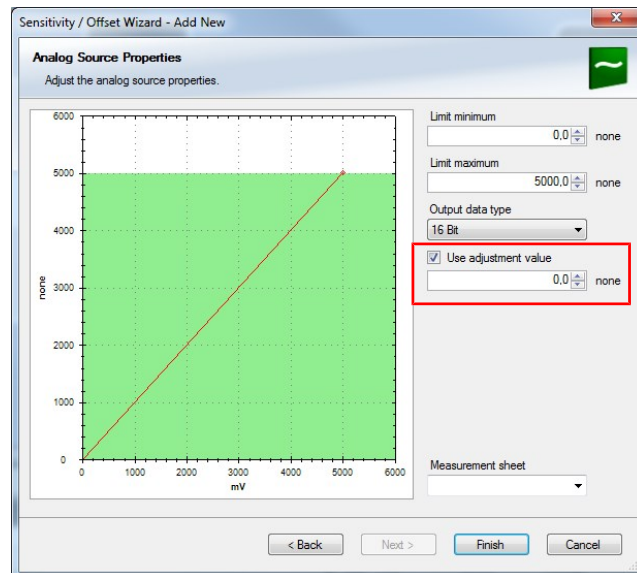 Sensitivity / Offset Wizard - Add New
Analog Source Properties
Adjust the analog source properties.
6000
5000
4000
3000
2000
1000
0
none
0 1000 2000 3000 4000 5000 6000
mV
Limit minimum
0,0 none
Limit maximum
5000,0 none
Output data type
16 Bit
Use adjustment value
0,0 none
Measurement sheet
< Back Next > Finish Cancel